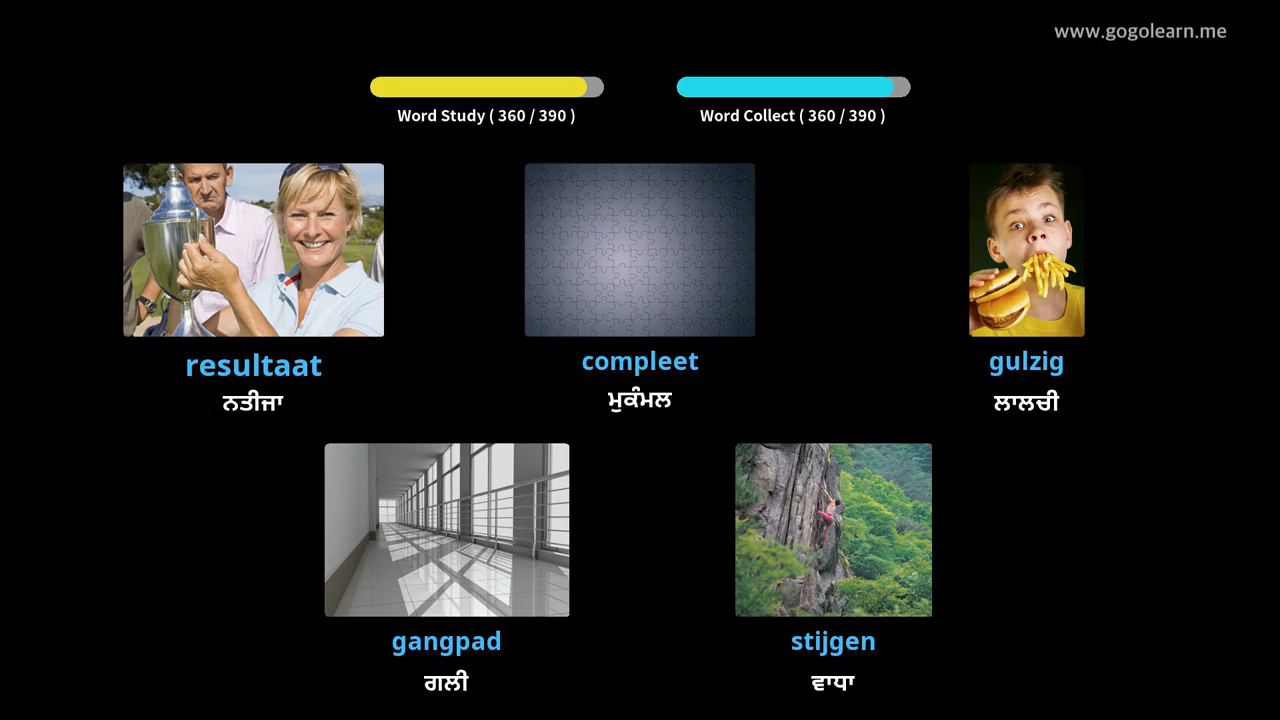 www.gogolearn.me
Word Study ( 360 / 390 )
Word Collect ( 360 / 390 )
resultaat
ਨਤੀਜਾ
compleet
ਮੁਕੰਮਲ
gulzig
ਲਾਲਚੀ
gangpad
ਗਲੀ
stijgen
ਵਾਧਾ